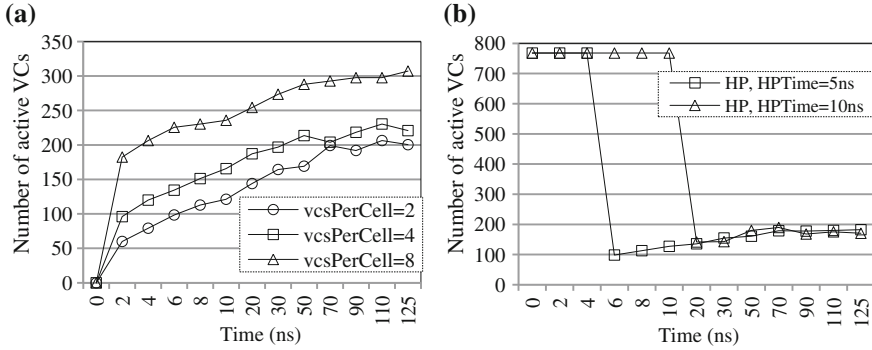 (a)
Number of active VCs
350
300
250
200
150
100
50
0
0 2 4 6 8 10 20 30 50 70 90 110 125
Time (ns)
vcsPerCell=2
vcsPerCell=4
vcsPerCell=8
(b)
Number of active VCs
800
700
600
500
400
300
200
100
0
0 2 4 6 8 10 20 30 50 70 90 110 125
Time (ns)
HP, HPTime=5ns
HP, HPTime=10ns